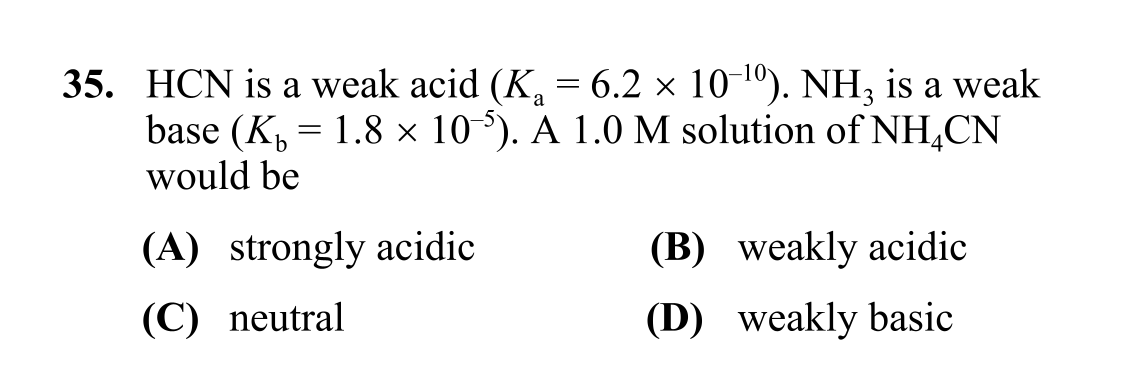 35. HCN is a weak acid (Kₐ = 6.2 × 10⁻¹⁰). NH₃ is a weak
base (K_b = 1.8 × 10⁻⁵). A 1.0 M solution of NH₄CN
would be
(A) strongly acidic (B) weakly acidic
(C) neutral (D) weakly basic